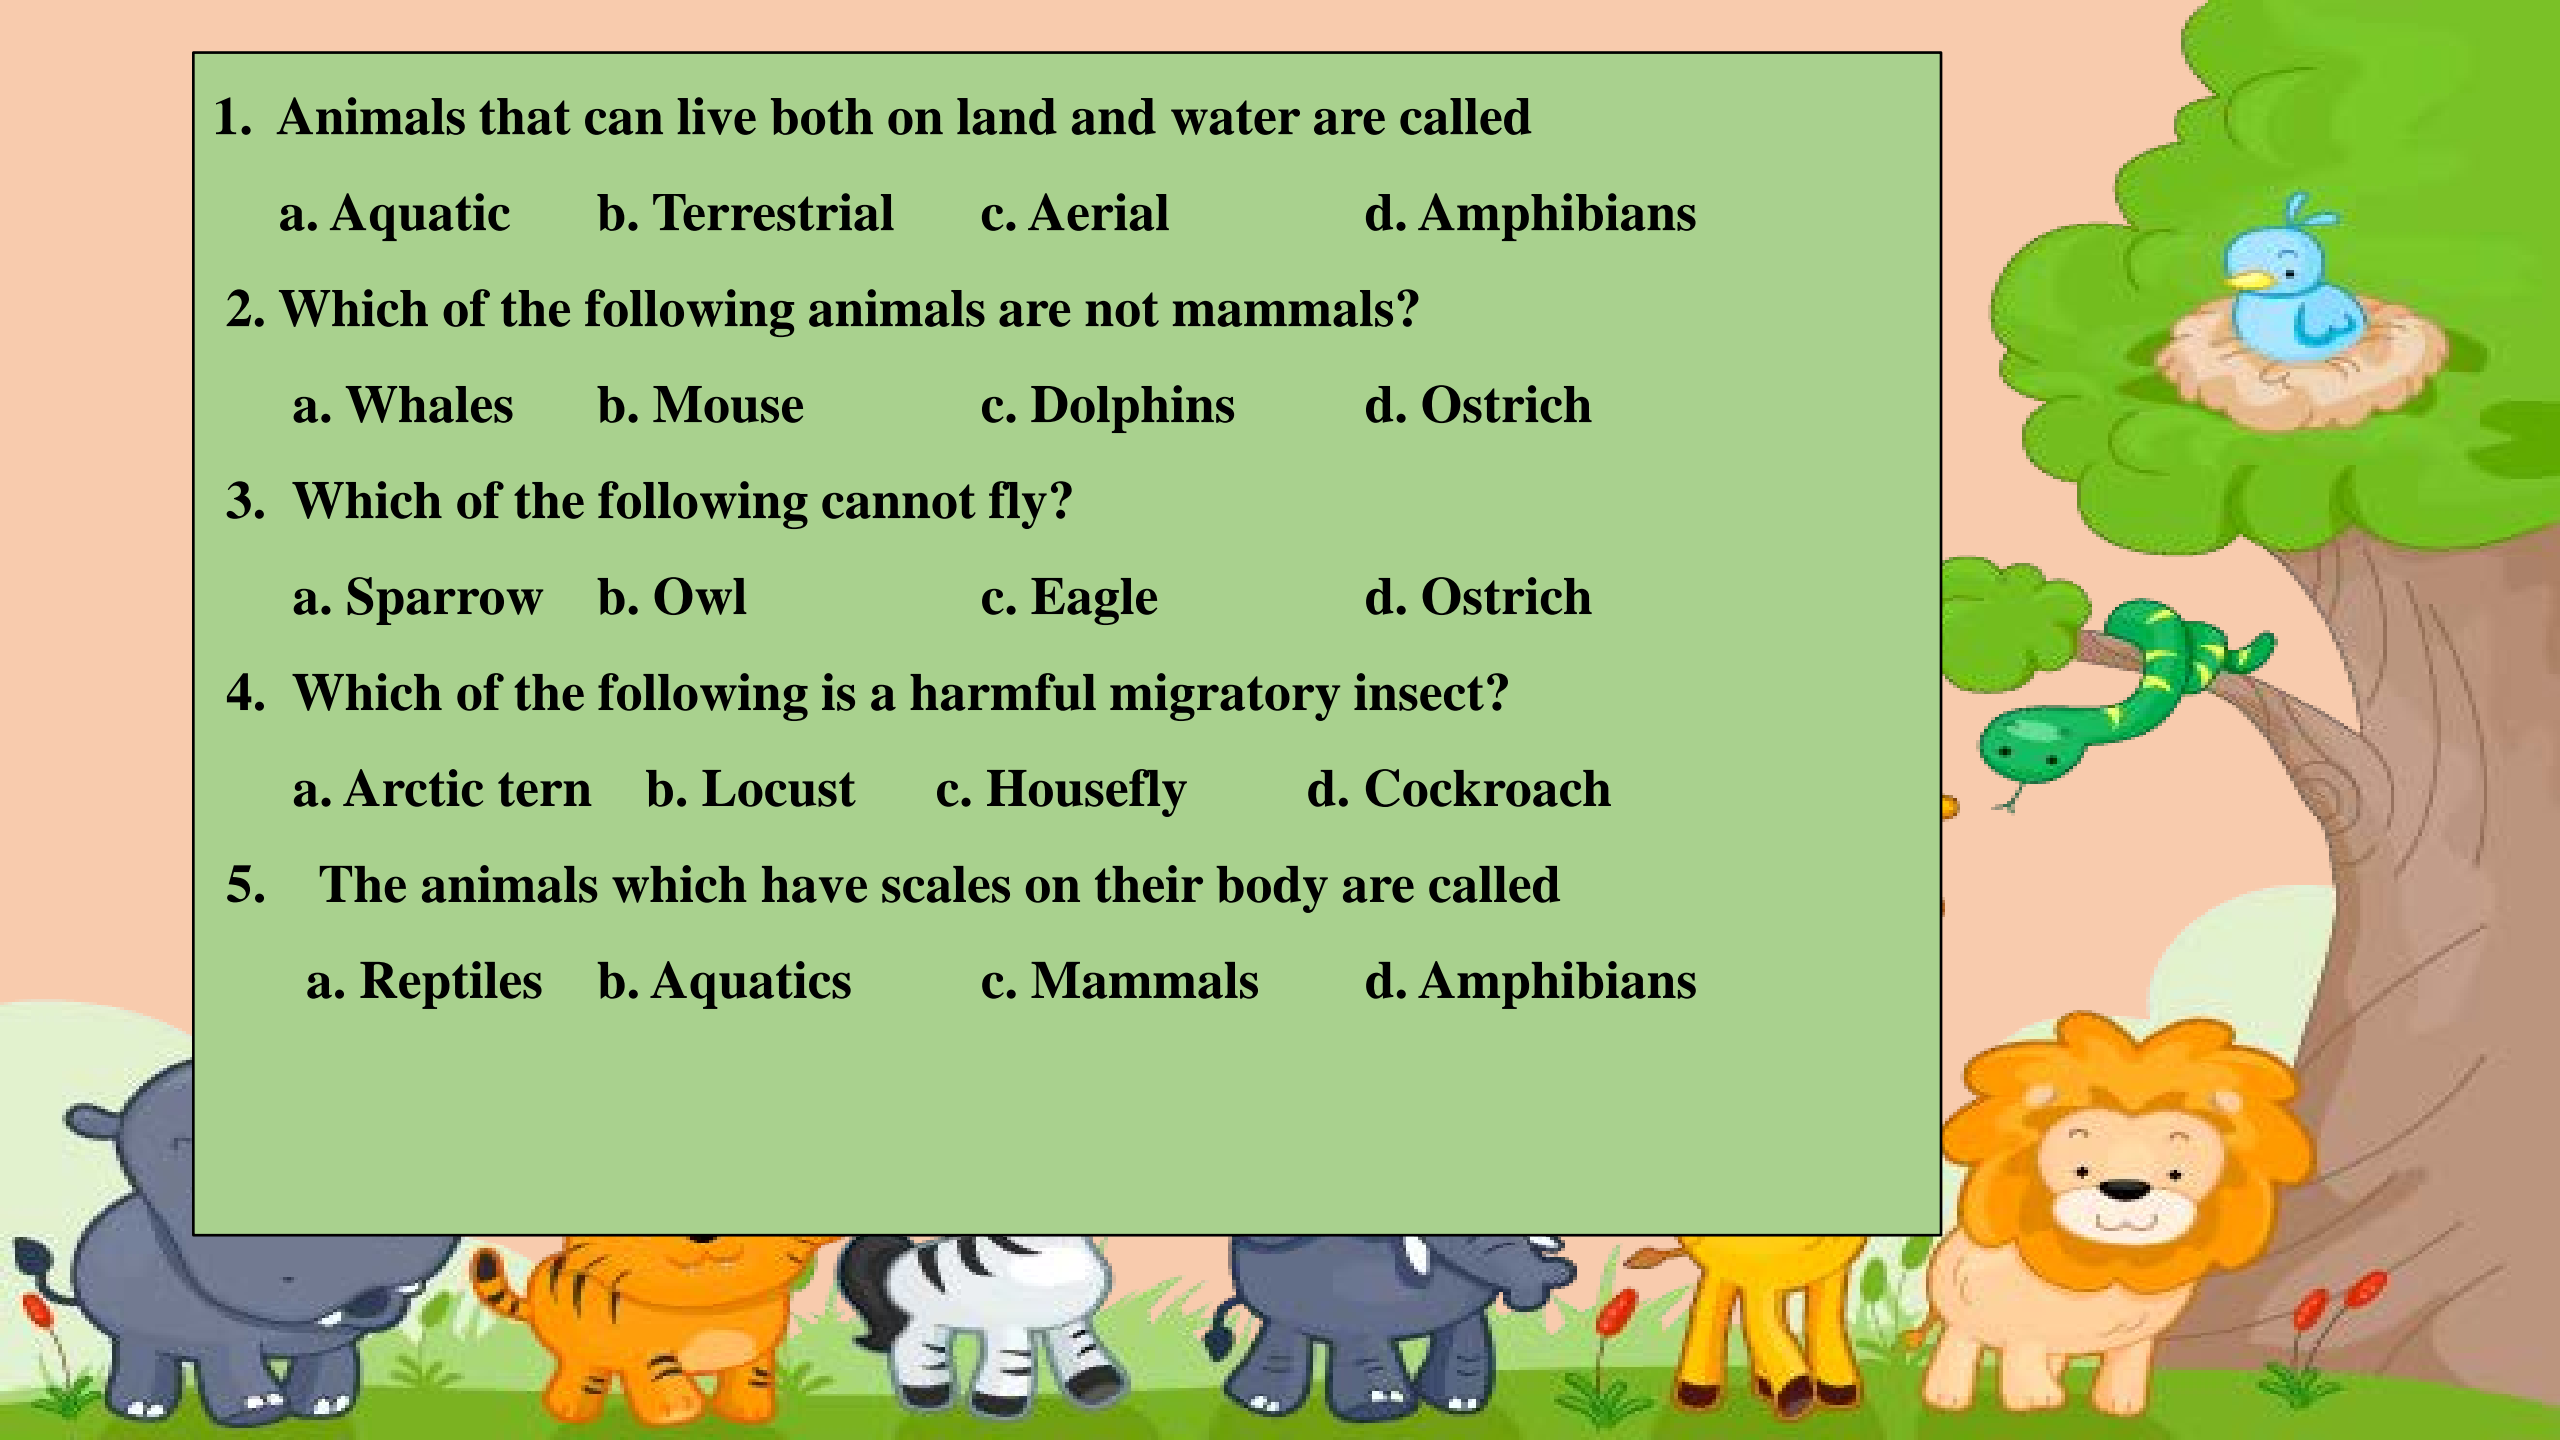 1. Animals that can live both on land and water are called
a. Aquatic b. Terrestrial c. Aerial d. Amphibians
2. Which of the following animals are not mammals?
a. Whales b. Mouse c. Dolphins d. Ostrich
3. Which of the following cannot fly?
a. Sparrow b. Owl c. Eagle d. Ostrich
4. Which of the following is a harmful migratory insect?
a. Arctic tern b. Locust c. Housefly d. Cockroach
5. The animals which have scales on their body are called
a. Reptiles b. Aquatics c. Mammals d. Amphibians